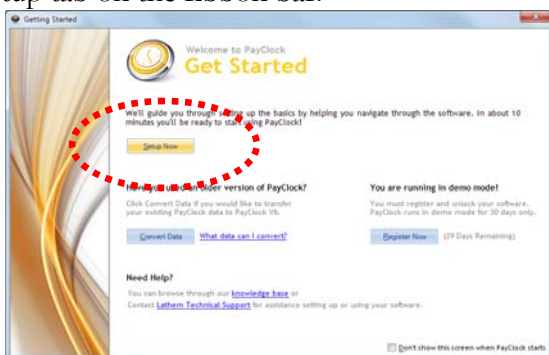 Getting Started
Welcome to PayClock
Get Started
We'll guide you through setting up the basics by helping you navigate through the software. In about 10
minutes you'll be ready to start using PayClock!
Setup Now
Have you used an older version of PayClock?
You are running in demo mode!
Click Convert Data if you would like to transfer
your existing PayClock data to PayClock V6.
You must register and unlock your software.
PayClock runs in demo mode for 30 days only.
Convert Data
What data can I convert?
Register Now
(29 Days Remaining)
Need Help?
You can browse through our knowledge base or
Contact Lathem Technical Support for assistance setting up or using your software.
Don't show this screen when PayClock starts